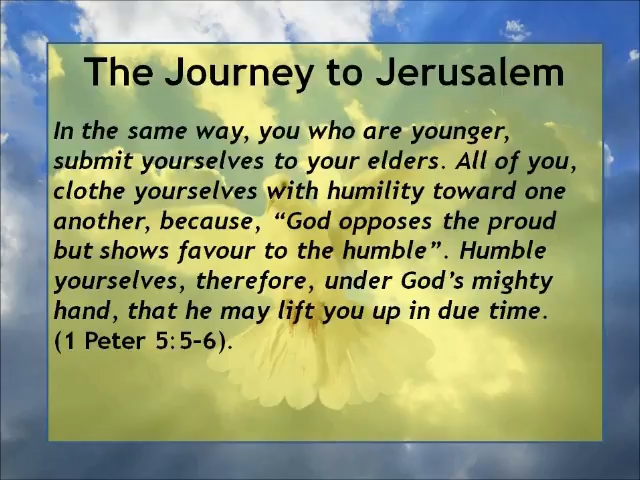 The Journey to Jerusalem
In the same way, you who are younger,
submit yourselves to your elders. All of you,
clothe yourselves with humility toward one
another, because, “God opposes the proud
but shows favour to the humble”. Humble
yourselves, therefore, under God’s mighty
hand, that he may lift you up in due time.
(1 Peter 5:5-6).